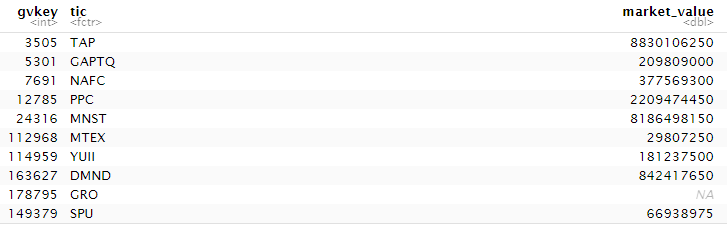 gvkey tic market_value
<int> <fctr> <dbl>
3505 TAP 8830106250
5301 GAPTQ 209809000
7691 NAFC 377569300
12785 PPC 2209474450
24316 MNST 8186498150
112968 MTEX 29807250
114959 YUII 181237500
163627 DMND 842417650
178795 GRO NA
149379 SPU 66938975